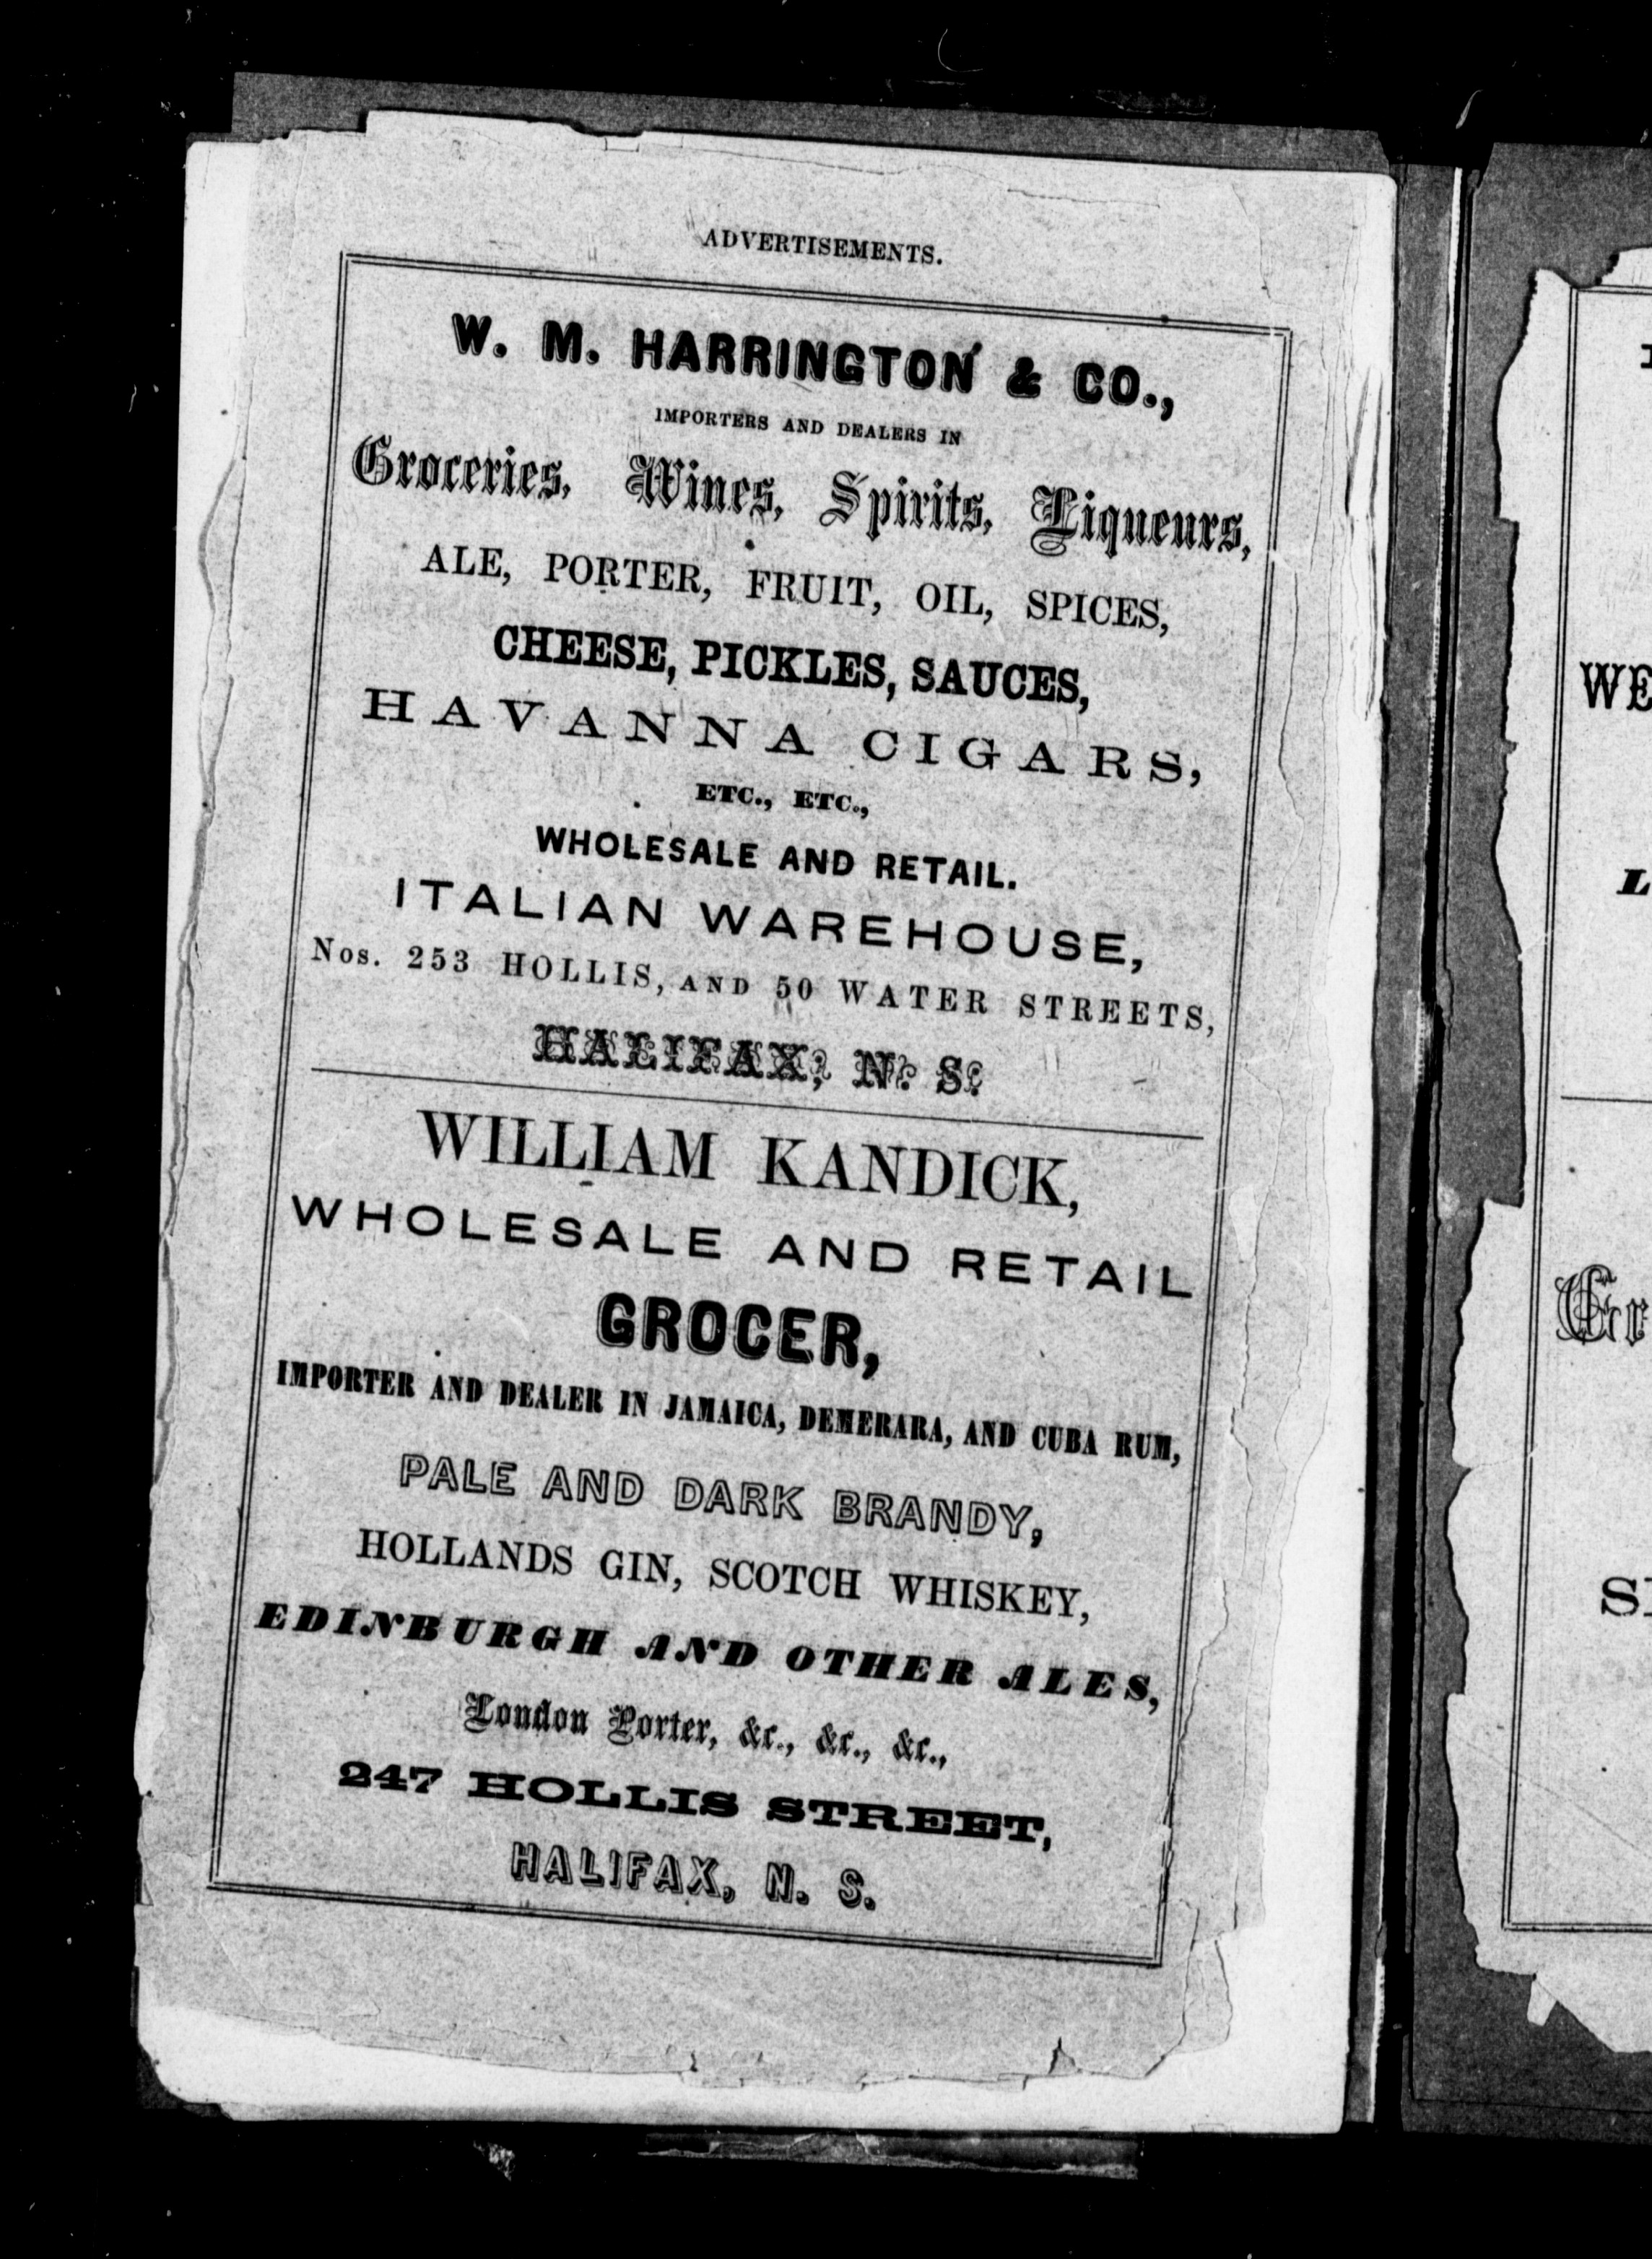 ADVERTISEMENTS.
W. M. HARRINGTON & CO.,
IMPORTERS AND DEALERS IN
Groceries, Wines, Spirits, Liqueurs,
ALE, PORTER, FRUIT, OIL, SPICES,
CHEESE, PICKLES, SAUCES,
HAVANNA CIGARS,
ETC., ETC.,
WHOLESALE AND RETAIL.
ITALIAN WAREHOUSE,
Nos. 253 HOLLIS, AND 50 WATER STREETS,
HALIFAX, N. S.
WILLIAM KANDICK,
WHOLESALE AND RETAIL
GROCER,
IMPORTER AND DEALER IN JAMAICA, DEMERARA, AND CUBA RUM,
PALE AND DARK BRANDY,
HOLLANDS GIN, SCOTCH WHISKEY,
EDINBURGH AND OTHER ALES,
London Porter, &c., &c., &c.,
247 HOLLIS STREET,
HALIFAX, N. S.